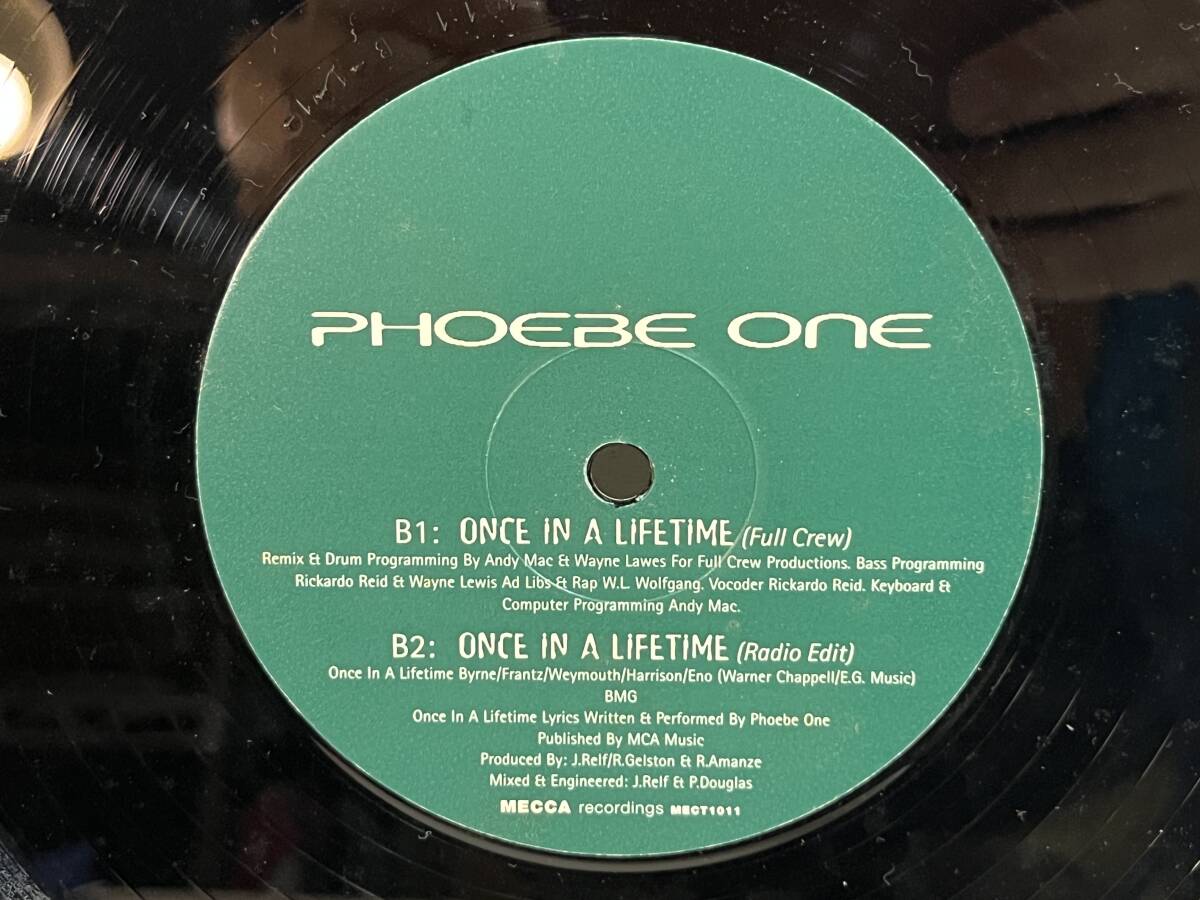 PHOEBE ONE
B1: ONCE IN A LIFETIME (Full Crew)
Remix & Drum Programming By Andy Mac & Wayne Lawes For Full Crew Productions. Bass Programming
Rickardo Reid & Wayne Lewis Ad Libs & Rap W.L. Wolfgang. Vocoder Rickardo Reid. Keyboard &
Computer Programming Andy Mac.
B2: ONCE IN A LIFETIME (Radio Edit)
Once In A Lifetime Byrne/Frantz/Weymouth/Harrison/Eno (Warner Chappell/E.G. Music)
BMG
Once In A Lifetime Lyrics Written & Performed By Phoebe One
Published By MCA Music
Produced By: J.Relf/R.Gelston & R.Amanze
Mixed & Engineered: J.Relf & P.Douglas
MECCA recordings MECT1011